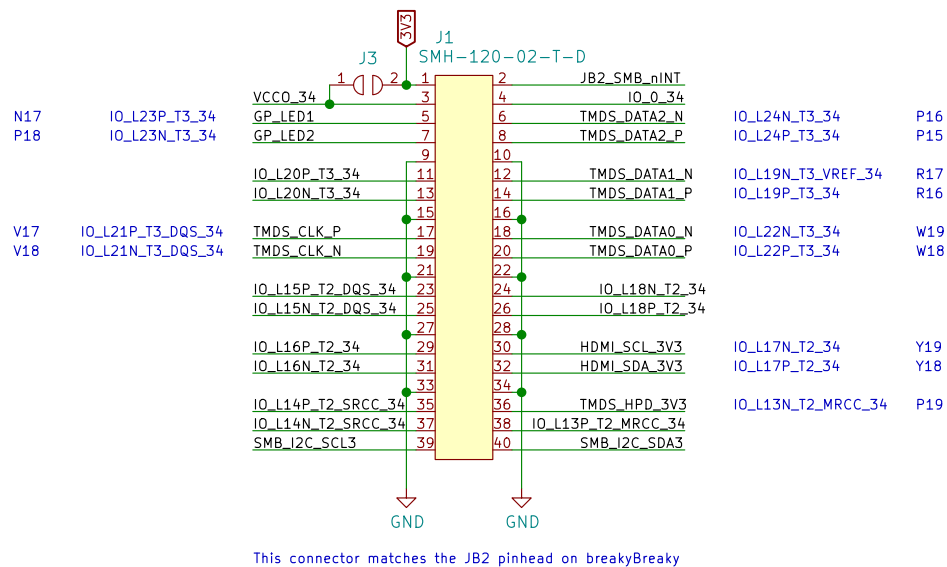 3V3
J1
SMH-120-02-T-D
J3
1 2 1 2 JB2_SMB_nINT
VCCO_34 3 4 IO_0_34
N17 IO_L23P_T3_34 GP_LED1 5 6 TMDS_DATA2_N IO_L24N_T3_34 P16
P18 IO_L23N_T3_34 GP_LED2 7 8 TMDS_DATA2_P IO_L24P_T3_34 P15
9 10
IO_L20P_T3_34 11 12 TMDS_DATA1_N IO_L19N_T3_VREF_34 R17
IO_L20N_T3_34 13 14 TMDS_DATA1_P IO_L19P_T3_34 R16
15 16
V17 IO_L21P_T3_DQS_34 TMDS_CLK_P 17 18 TMDS_DATA0_N IO_L22N_T3_34 W19
V18 IO_L21N_T3_DQS_34 TMDS_CLK_N 19 20 TMDS_DATA0_P IO_L22P_T3_34 W18
21 22
IO_L15P_T2_DQS_34 23 24 IO_L18N_T2_34
IO_L15N_T2_DQS_34 25 26 IO_L18P_T2_34
27 28
IO_L16P_T2_34 29 30 HDMI_SCL_3V3 IO_L17N_T2_34 Y19
IO_L16N_T2_34 31 32 HDMI_SDA_3V3 IO_L17P_T2_34 Y18
33 34
IO_L14P_T2_SRCC_34 35 36 TMDS_HPD_3V3 IO_L13N_T2_MRCC_34 P19
IO_L14N_T2_SRCC_34 37 38 IO_L13P_T2_MRCC_34
SMB_I2C_SCL3 39 40 SMB_I2C_SDA3
GND GND
This connector matches the JB2 pinhead on breakyBreaky